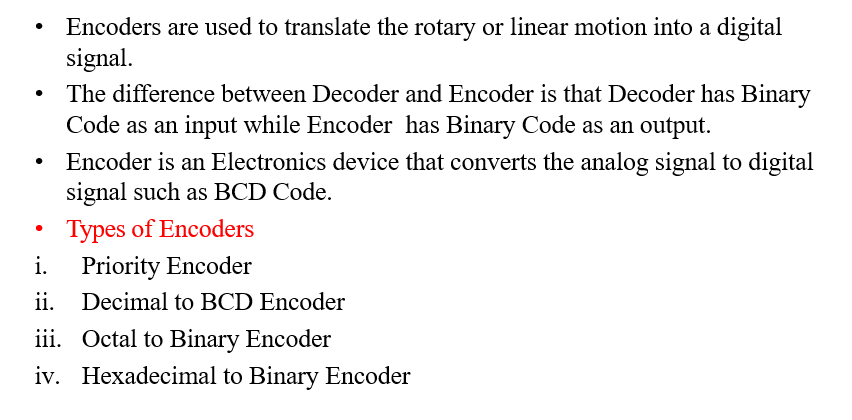 • Encoders are used to translate the rotary or linear motion into a digital
signal.
• The difference between Decoder and Encoder is that Decoder has Binary
Code as an input while Encoder  has Binary Code as an output.
• Encoder is an Electronics device that converts the analog signal to digital
signal such as BCD Code.
• Types of Encoders
i. Priority Encoder
ii. Decimal to BCD Encoder
iii. Octal to Binary Encoder
iv. Hexadecimal to Binary Encoder